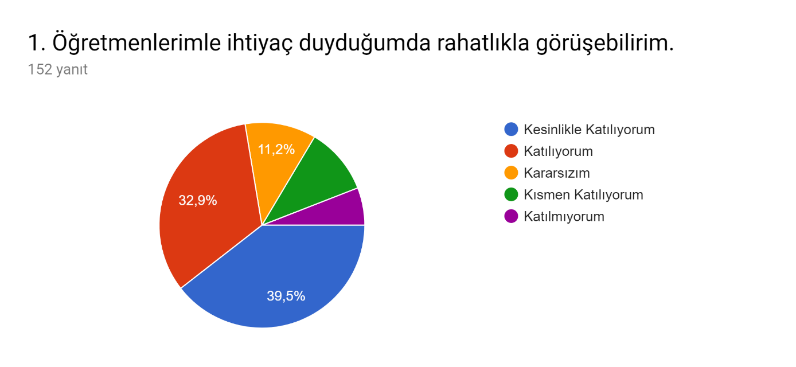 1. Öğretmenlerimle ihtiyaç duyduğumda rahatlıkla görüşebilirim.
152 yanıt
Kesinlikle Katılıyorum
Katılıyorum
Kararsızım
Kısmen Katılıyorum
Katılmıyorum
11,2%
32,9%
39,5%